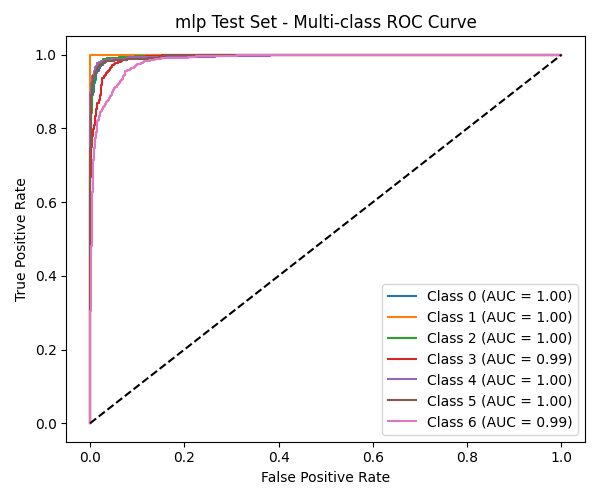 mlp Test Set - Multi-class ROC Curve
True Positive Rate
1.0
0.8
0.6
0.4
0.2
0.0
Class 0 (AUC = 1.00)
Class 1 (AUC = 1.00)
Class 2 (AUC = 1.00)
Class 3 (AUC = 0.99)
Class 4 (AUC = 1.00)
Class 5 (AUC = 1.00)
Class 6 (AUC = 0.99)
0.0 0.2 0.4 0.6 0.8 1.0
False Positive Rate